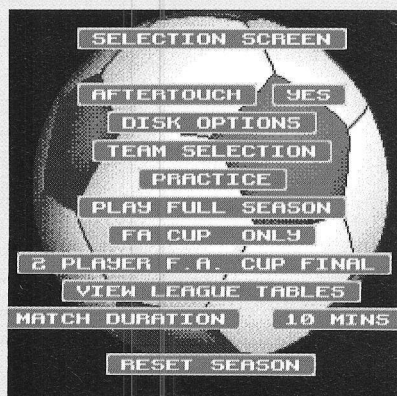 SELECTION SCREEN
AFTERTOUCH YES
DISK OPTIONS
TEAM SELECTION
PRACTICE
PLAY FULL SEASON
FA CUP ONLY
2 PLAYER F.A. CUP FINAL
VIEW LEAGUE TABLES
MATCH DURATION 10 MINS
RESET SEASON